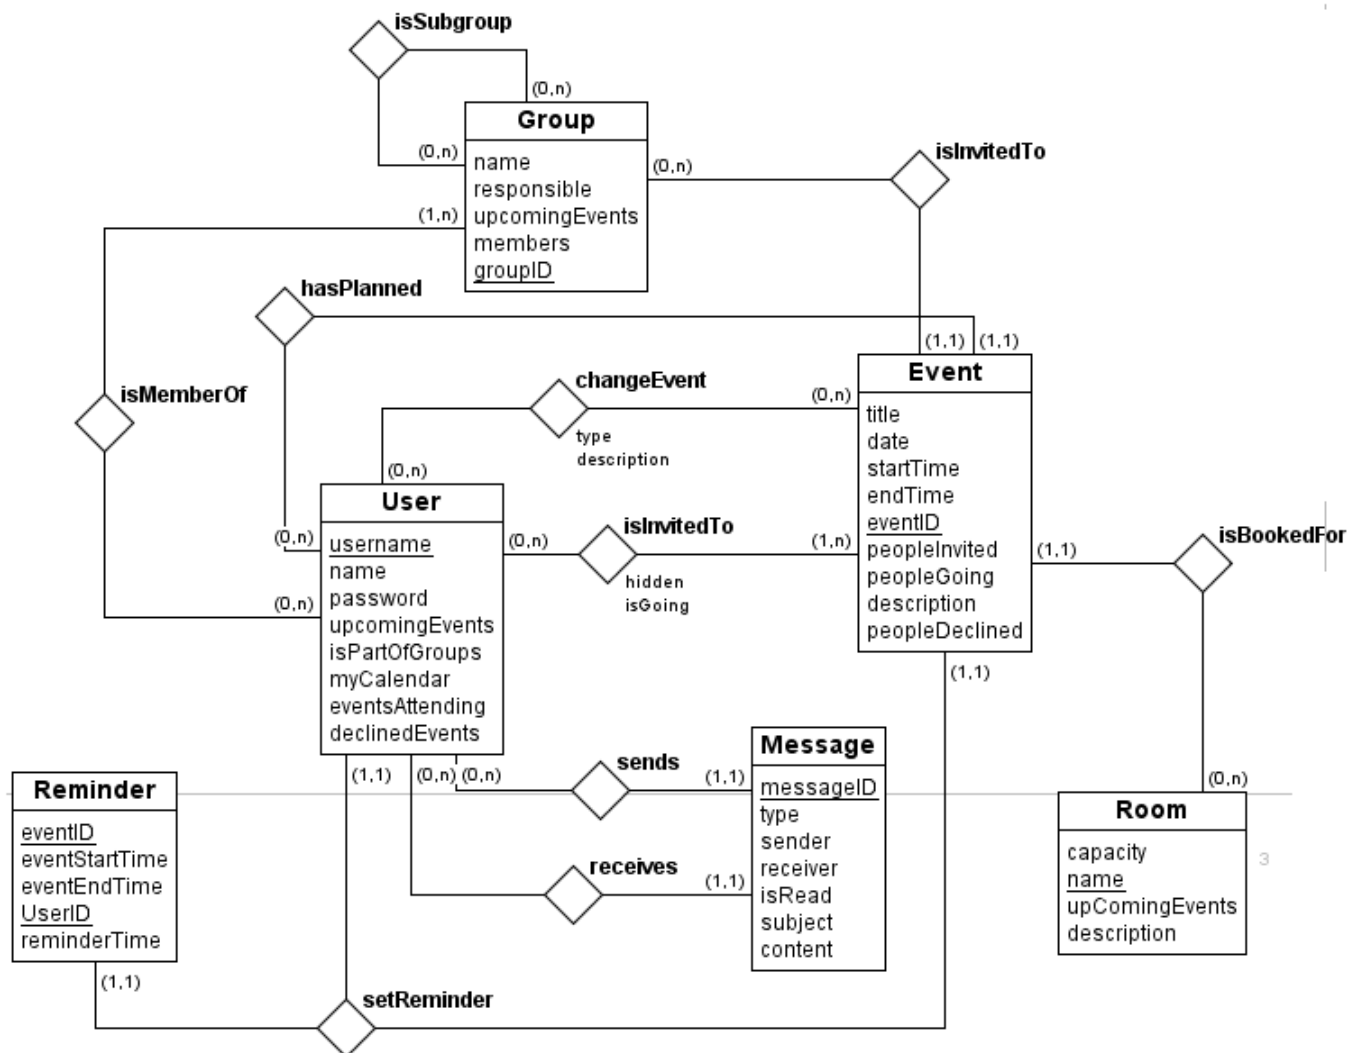 isSubgroup
(0,n)
Group
(0,n)
(0,n)
isInvitedTo
name
responsible
upcomingEvents
members
groupID
(1,n)
hasPlanned
(1,1) (1,1)
Event
changeEvent
(0,n)
isMemberOf
type
description
title
date
startTime
endTime
eventID
peopleInvited
peopleGoing
description
peopleDeclined
(0,n)
User
isInvitedTo
(0,n)
(0,n)
(1,n)
hidden
isGoing
(1,1)
isBookedFor
username
name
password
upcomingEvents
isPartOfGroups
myCalendar
eventsAttending
declinedEvents
(0,n)
(1,1)
(1,1)
(0,n) (0,n)
sends
(1,1)
Message
messageID
type
sender
receiver
isRead
subject
content
receives
(1,1)
(0,n)
Room
capacity
name
upComingEvents
description
3
Reminder
eventID
eventStartTime
eventEndTime
UserID
reminderTime
(1,1)
setReminder